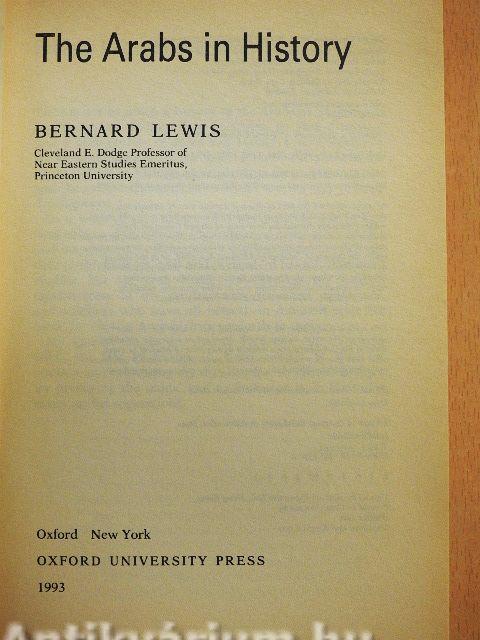 The Arabs in History
BERNARD LEWIS
Cleveland E. Dodge Professor of
Near Eastern Studies Emeritus,
Princeton University
Oxford New York
OXFORD UNIVERSITY PRESS
1993
Antikvárium.hu